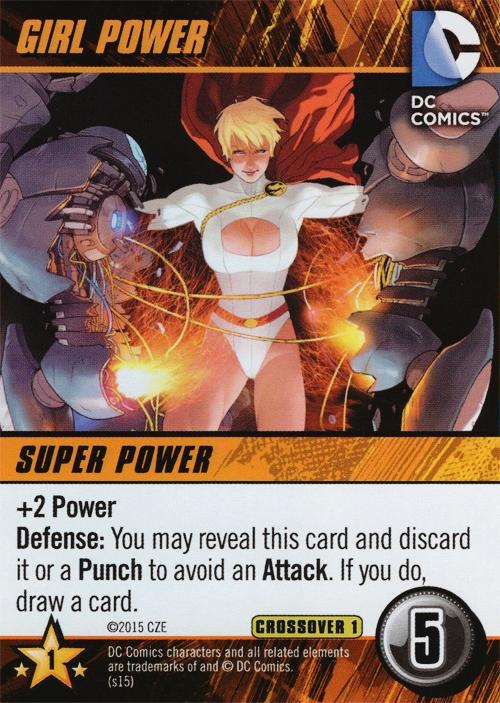 GIRL POWER
DC
COMICS™
SUPER POWER
+2 Power
Defense: You may reveal this card and discard
it or a Punch to avoid an Attack. If you do,
draw a card.
©2015 CZE
CROSSOVER 1
5
1
DC Comics characters and all related elements
are trademarks of and © DC Comics.
(s15)